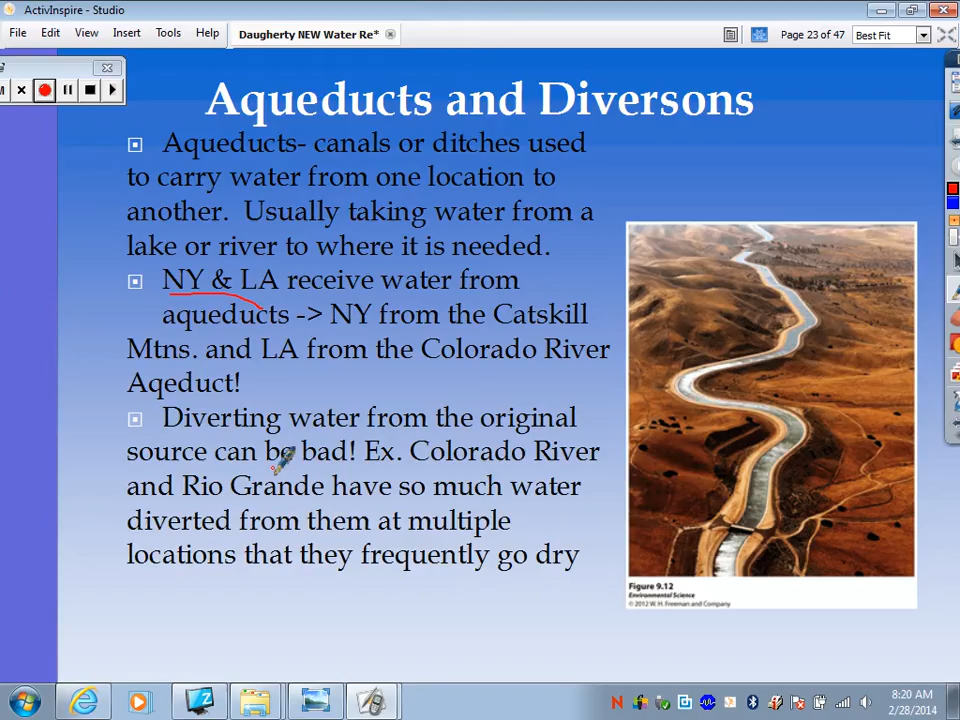 ActivInspire - Studio
File Edit View Insert Tools Help Daugherty NEW Water Re* Page 23 of 47 Best Fit
Aqueducts and Diversons
Aqueducts- canals or ditches used
to carry water from one location to
another. Usually taking water from a
lake or river to where it is needed.
NY & LA receive water from
aqueducts -> NY from the Catskill
Mtns. and LA from the Colorado River
Aqeduct!
Diverting water from the original
source can be bad! Ex. Colorado River
and Rio Grande have so much water
diverted from them at multiple
locations that they frequently go dry
Figure 9.12
Environmental Science
© 2012 W. H. Freeman and Company
8:20 AM
2/28/2014